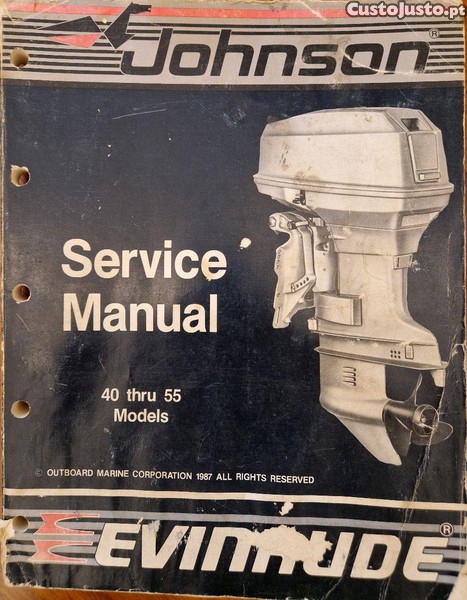 CustoJusto.pt
Johnson®
Service
Manual
40 thru 55
Models
© OUTBOARD MARINE CORPORATION 1987 ALL RIGHTS RESERVED
EVINRUDE®